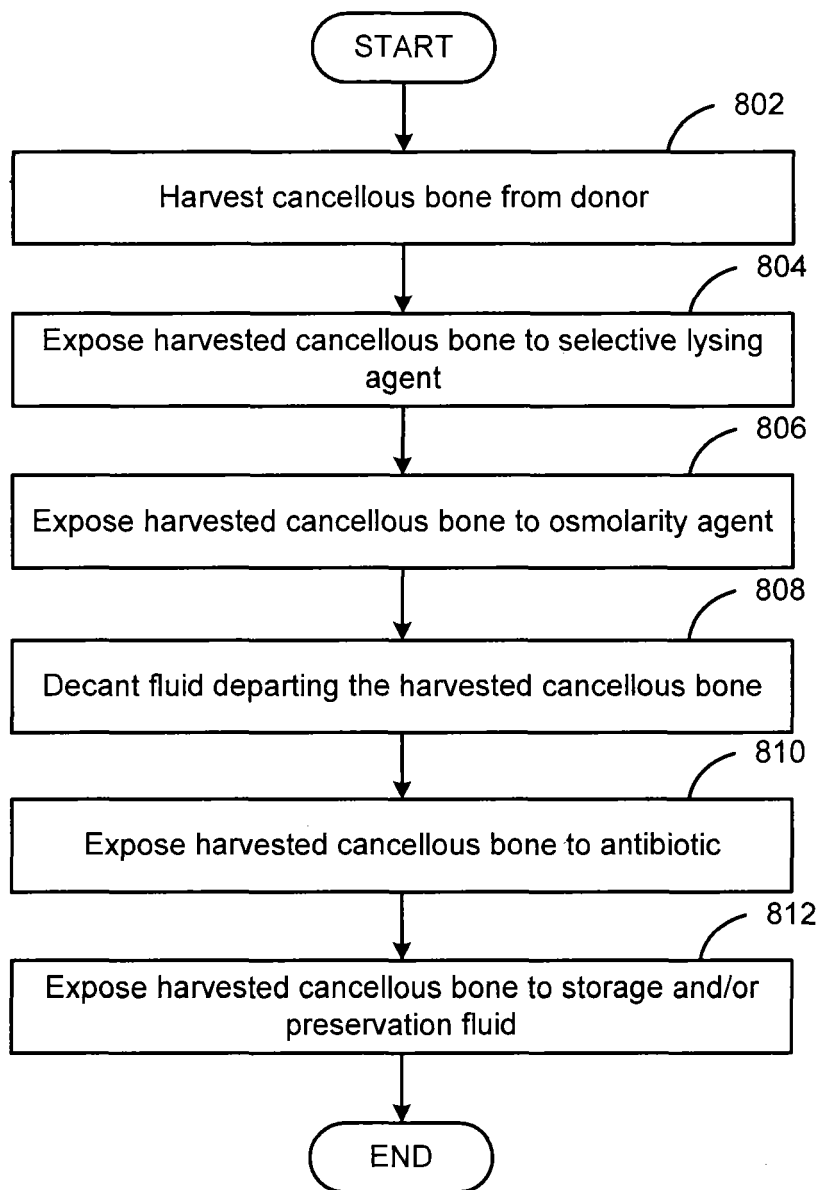 START
802
Harvest cancellous bone from donor
804
Expose harvested cancellous bone to selective lysing
agent
806
Expose harvested cancellous bone to osmolarity agent
808
Decant fluid departing the harvested cancellous bone
810
Expose harvested cancellous bone to antibiotic
812
Expose harvested cancellous bone to storage and/or
preservation fluid
END